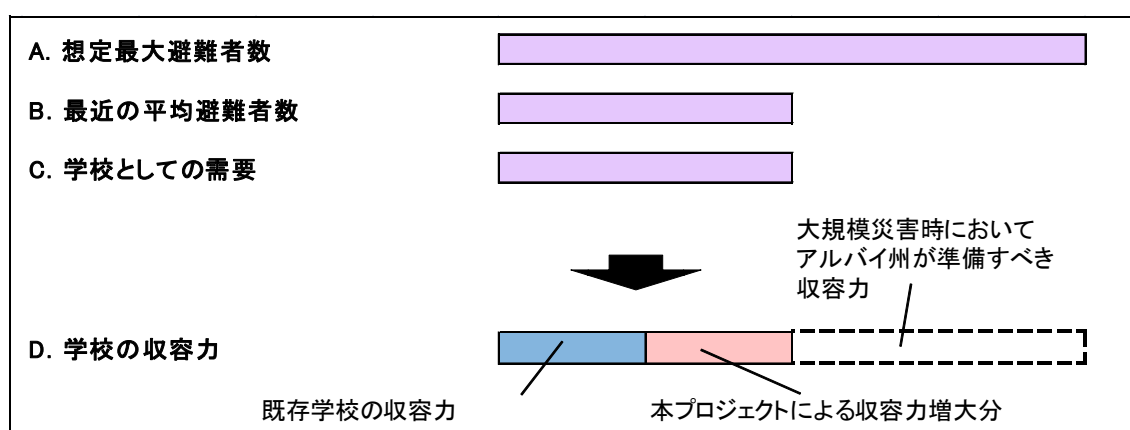 A. 想定最大避難者数
B. 最近の平均避難者数
C. 学校としての需要
大規模災害時において
アルバイ州が準備すべき
収容力
D. 学校の収容力
既存学校の収容力
本プロジェクトによる収容力増大分